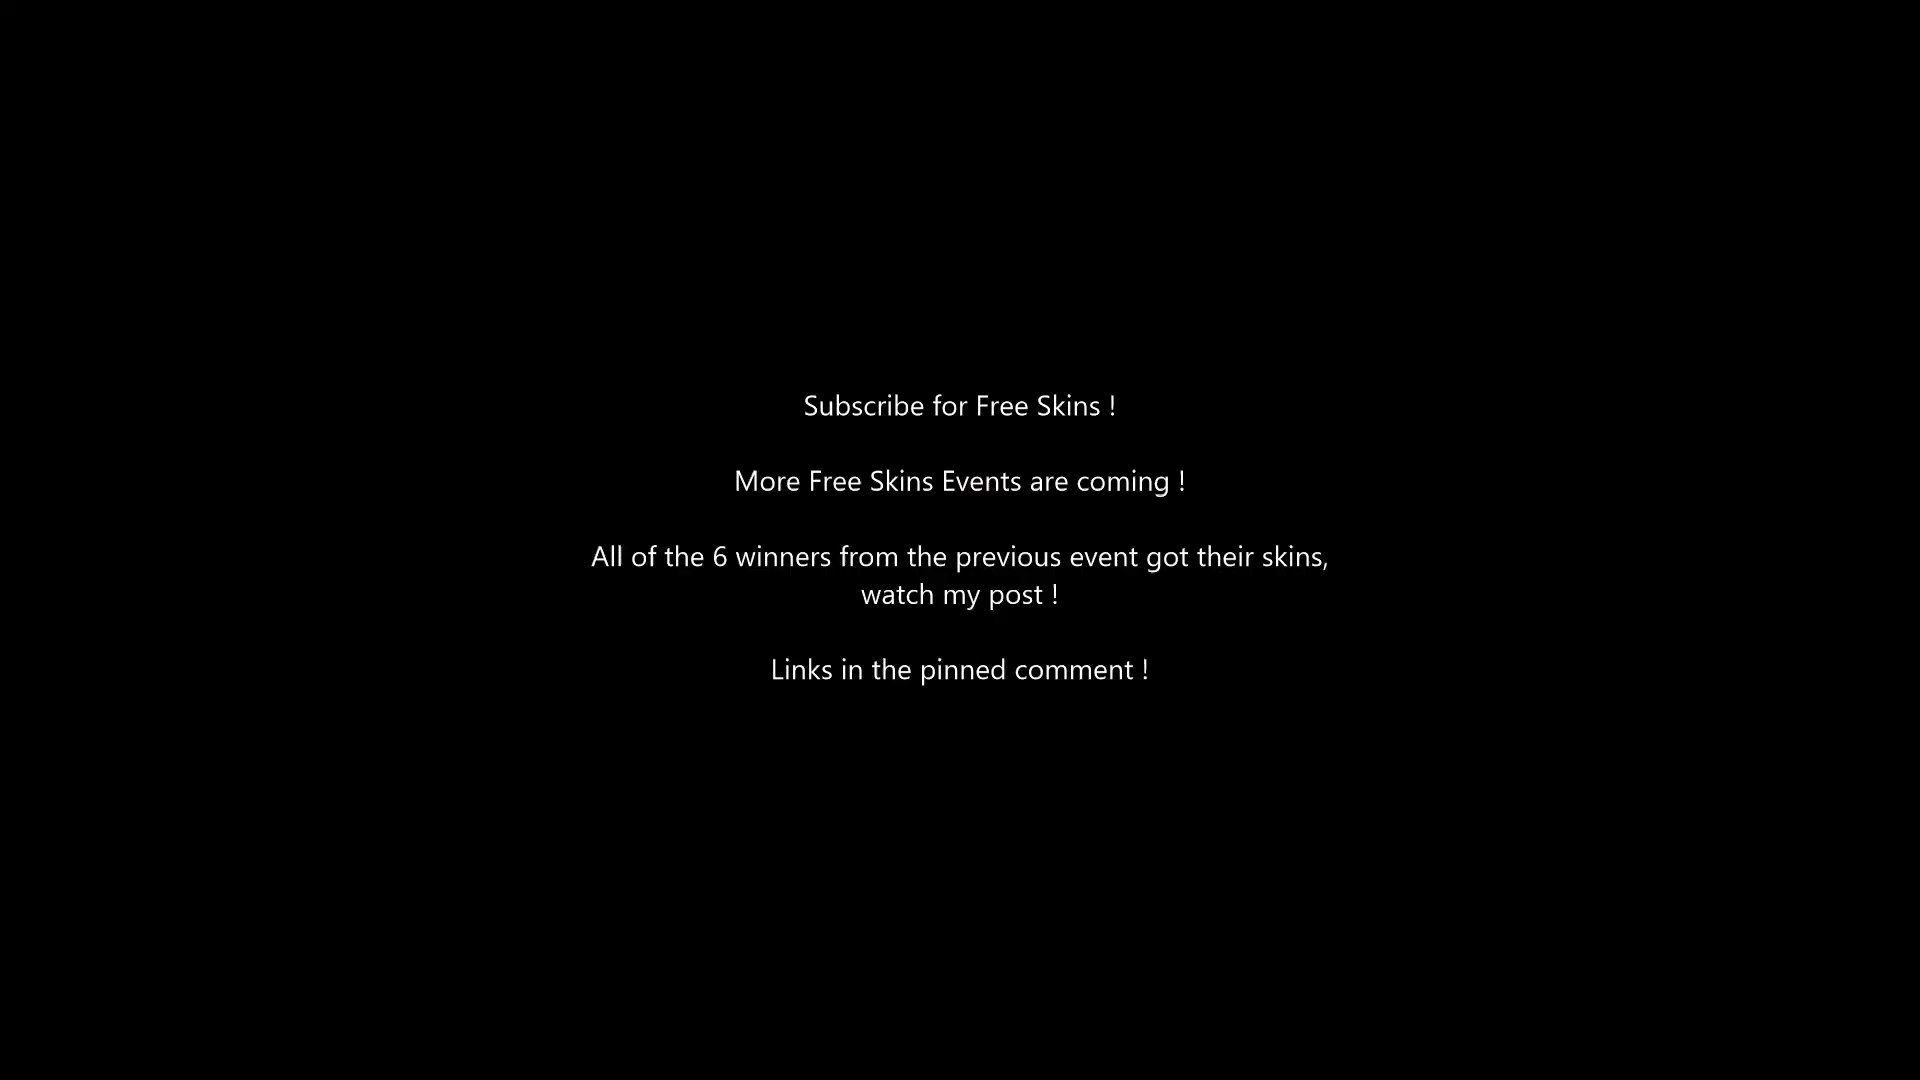 Subscribe for Free Skins !
More Free Skins Events are coming !
All of the 6 winners from the previous event got their skins,
watch my post !
Links in the pinned comment !